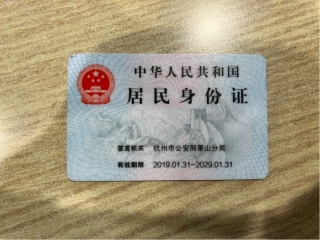 中华人民共和国
居民身份证
签发机关 杭州市公安局萧山分局
有效期限 2019.01.31-2029.01.31